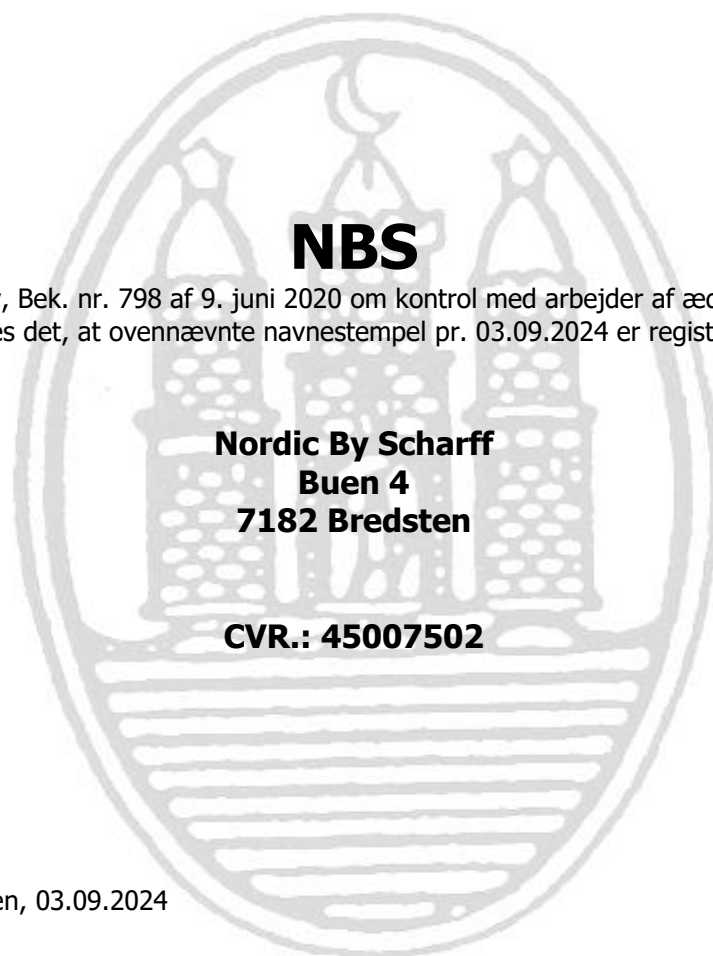 NBS
, Bek. nr. 798 af 9. juni 2020 om kontrol med arbejder af æd
es det, at ovennævnte navnestempel pr. 03.09.2024 er regist
Nordic By Scharff
Buen 4
7182 Bredsten
CVR.: 45007502
en, 03.09.2024